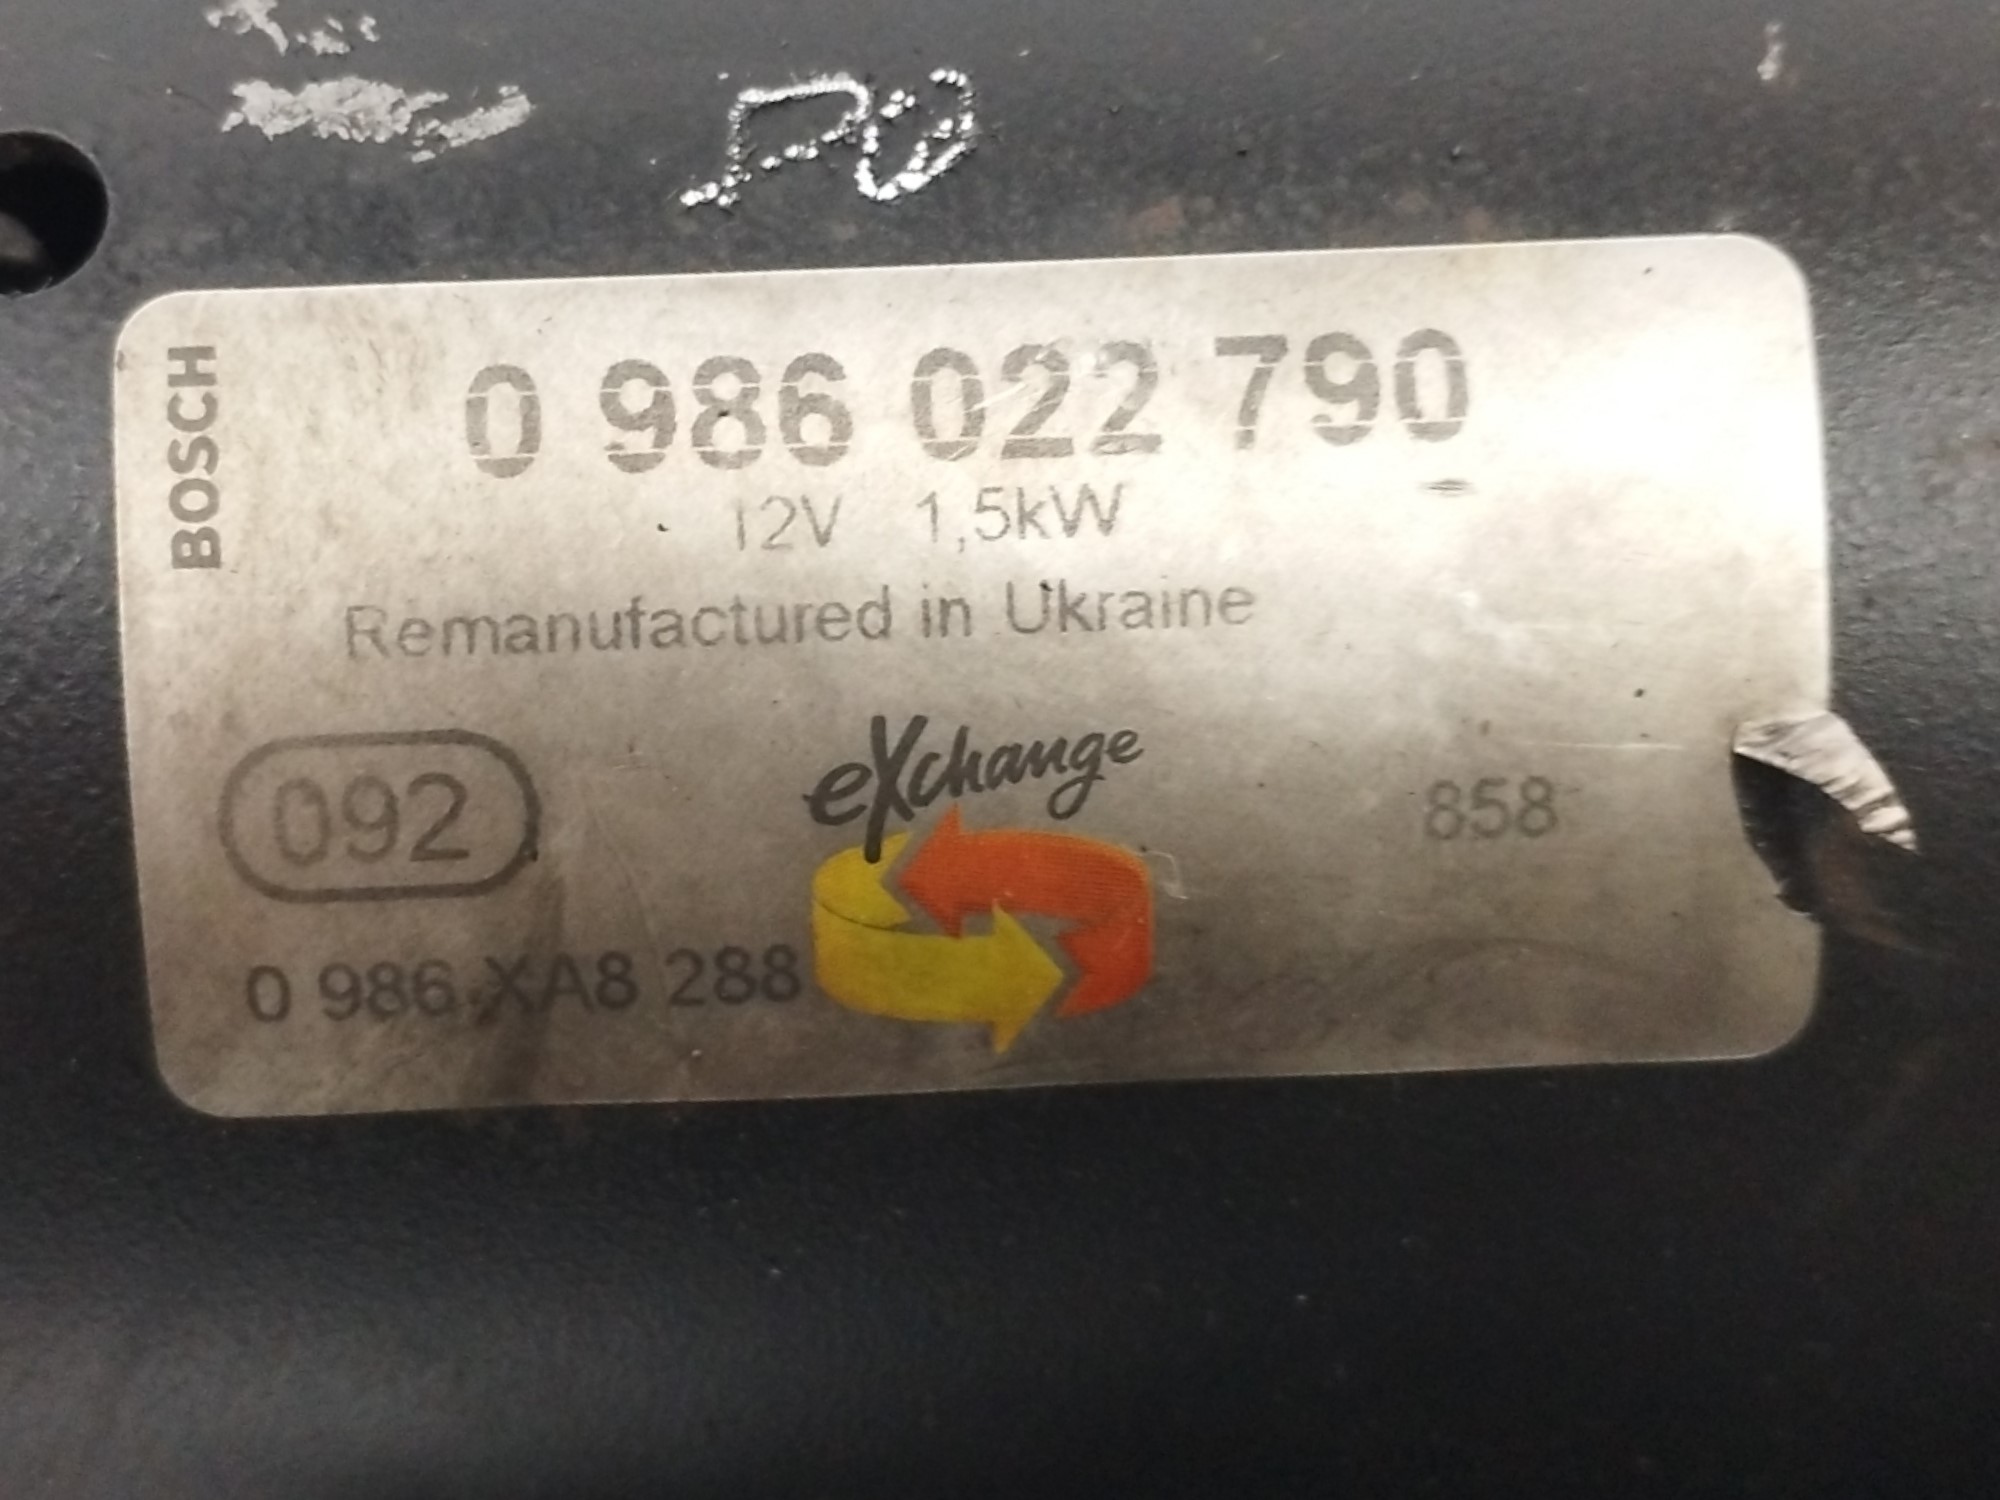 BOSCH
0 986 022 790
12V 1,5kW
Remanufactured in Ukraine
092
eXchange
858
0 986 XA8 288